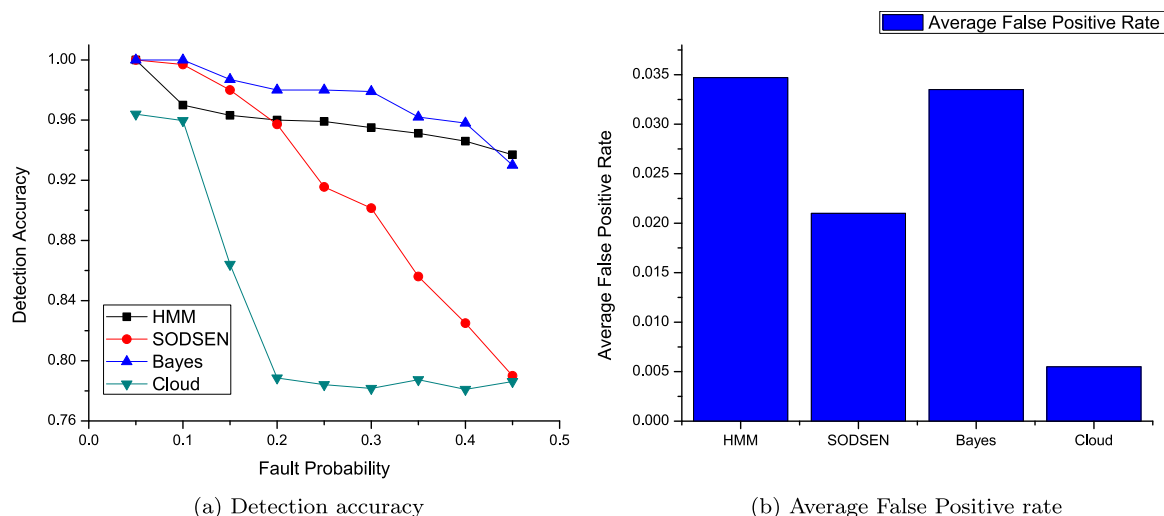 1.00
0.96
0.92
0.88
0.84
0.80
0.76
Detection Accuracy
HMM
SODSEN
Bayes
Cloud
0.0 0.1 0.2 0.3 0.4 0.5
Fault Probability
(a) Detection accuracy
Average False Positive Rate
0.035
0.030
0.025
0.020
0.015
0.010
0.005
0.000
Average False Positive Rate
HMM SODSEN Bayes Cloud
(b) Average False Positive rate